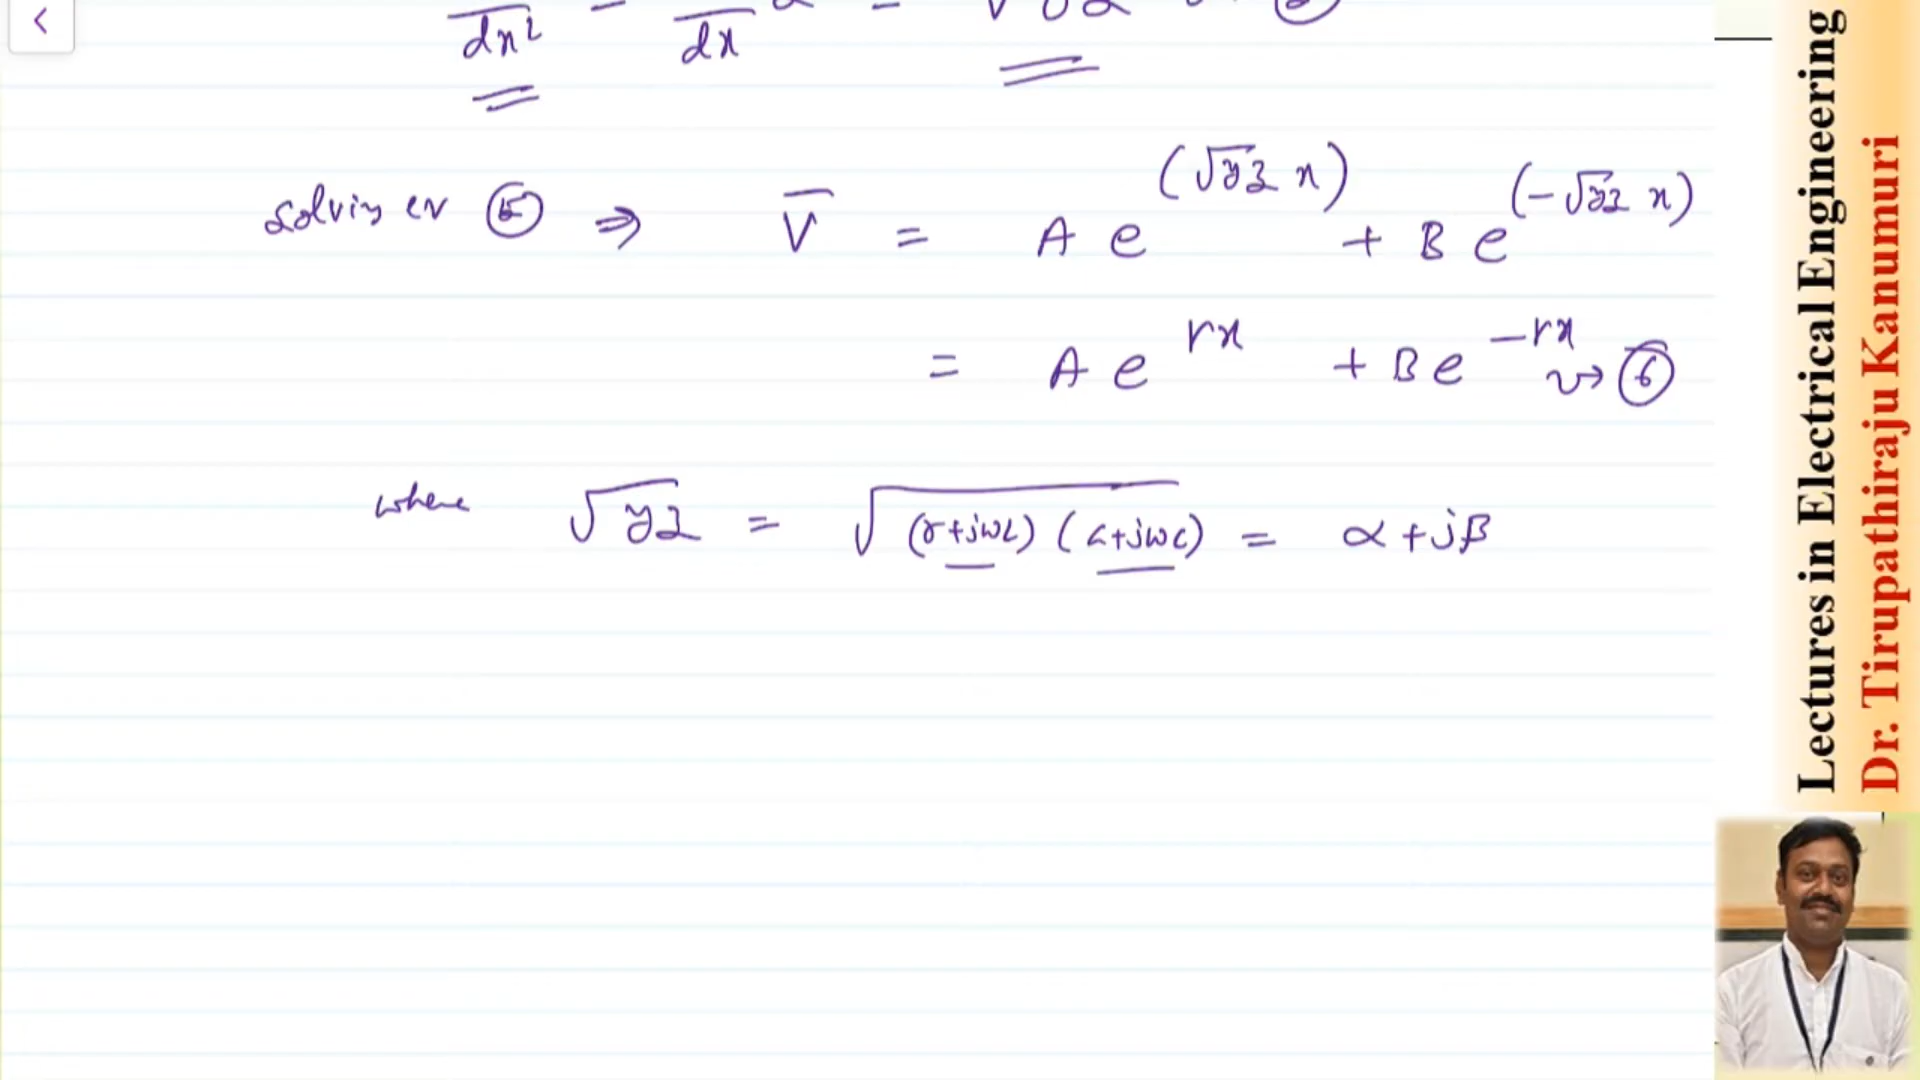 dx² = dx z =
solving eq ⑤ ⇒ V̅ = A e^(√yz x) + B e^(-√yz x)
= A e^rx + B e^-rx → ⑥
where √yz = √(r+jωL) (G+jωC) = α + jβ
Lectures in Electrical Engineering
Dr. Tirupathiraju Kanumuri